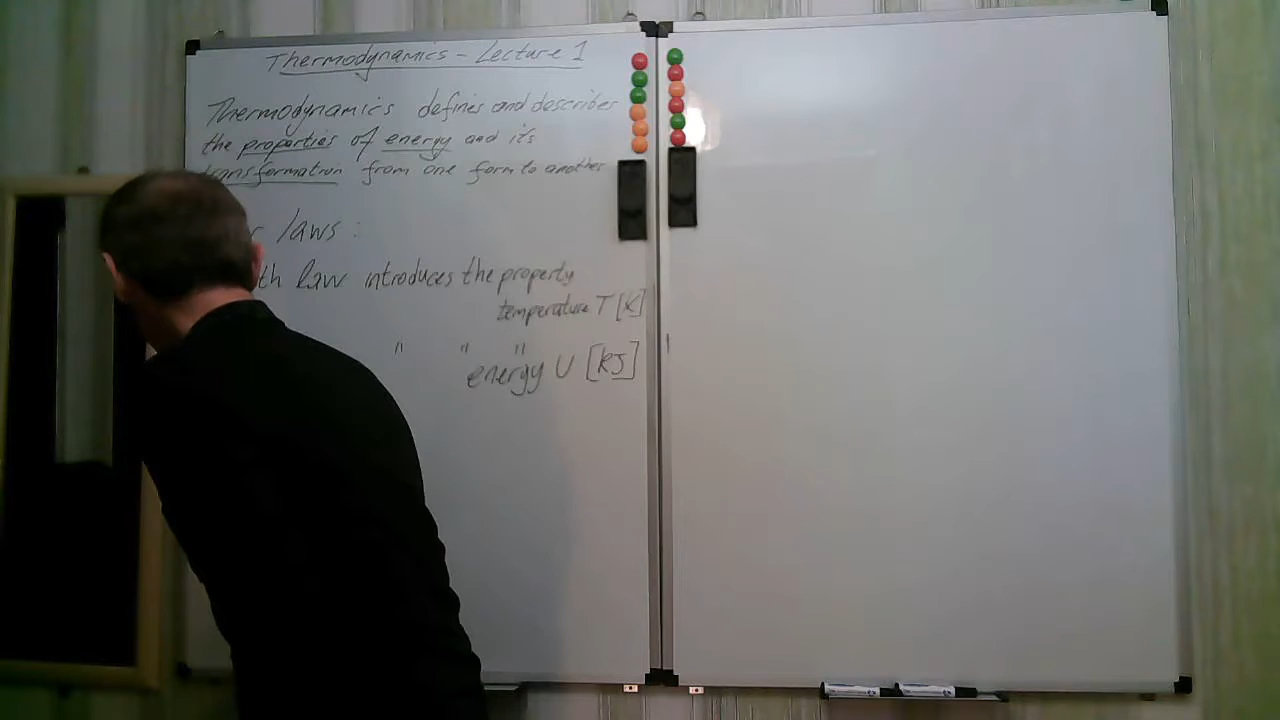 Thermodynamics - Lecture 1
Thermodynamics defines and describes
the properties of energy and its
transformation from one form to another
laws:
th law introduces the property
temperature T [K]
" " "
energy U [kJ]